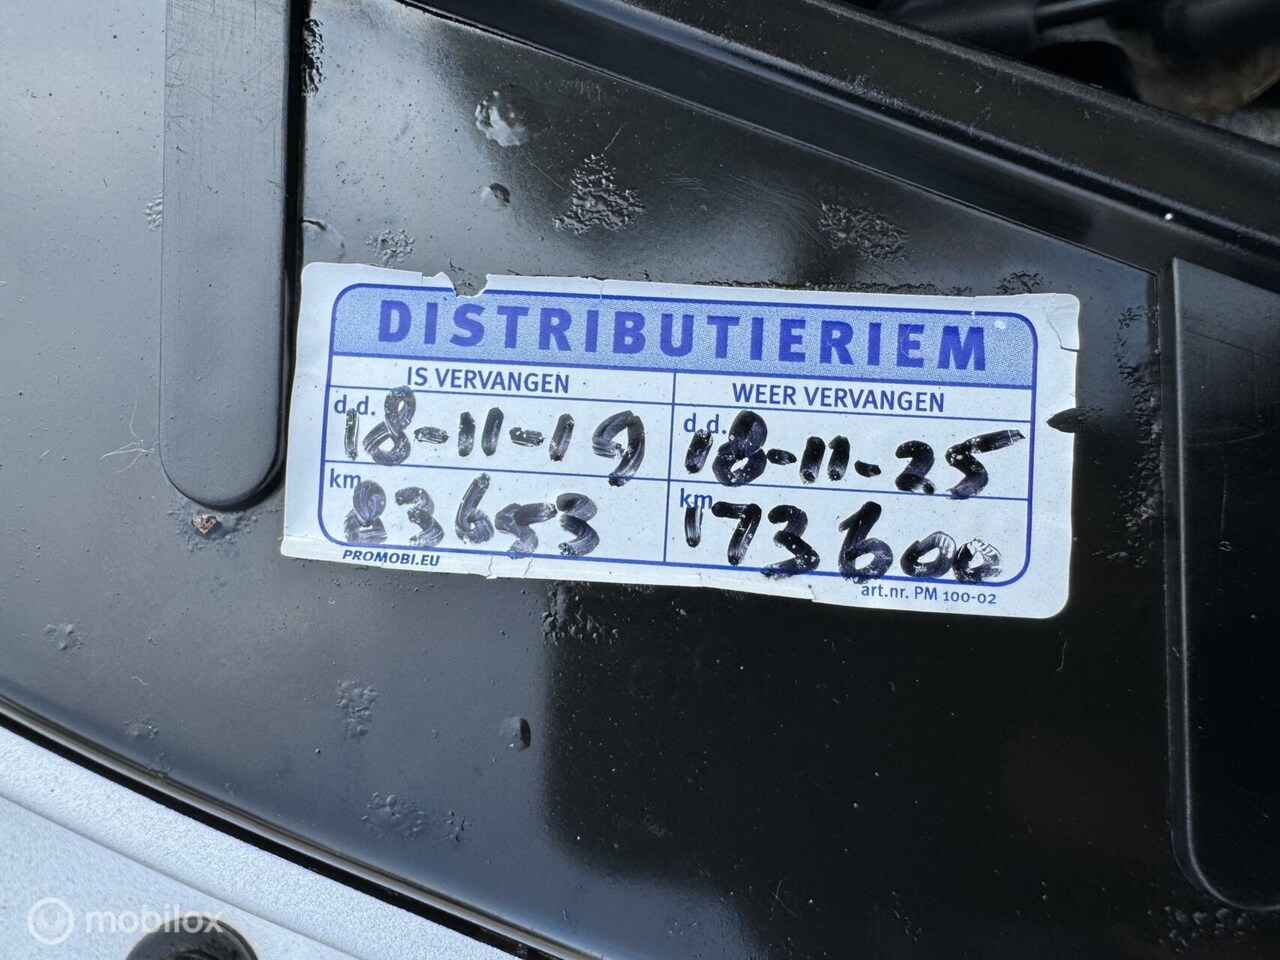 DISTRIBUTIERIEM
IS VERVANGEN
WEER VERVANGEN
d.d. 18-11-19
d.d. 18-11-25
km 83653
km 173600
PROMOBI.EU
art.nr. PM 100-02
mobilox